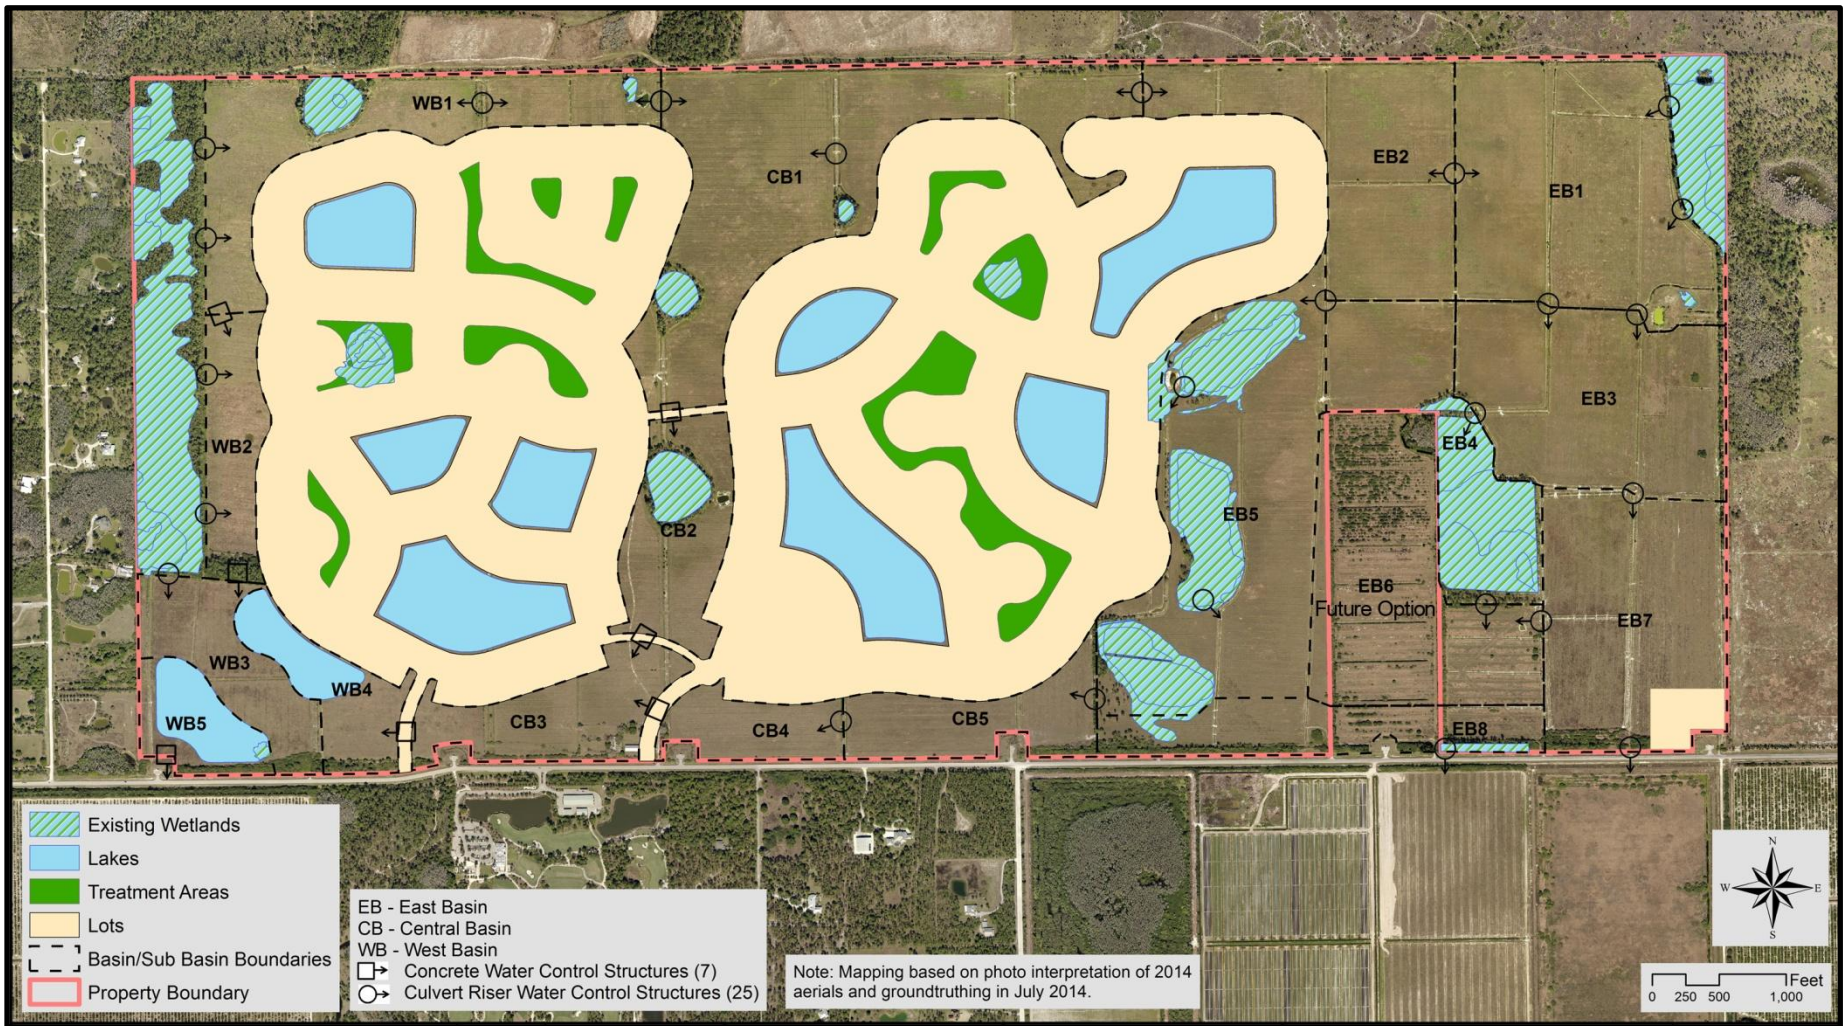 WB1
CB1
EB2
EB1
WB2
CB2
EB3
EB4
EB5
EB6
Future Option
EB7
WB3
WB4
WB5
CB3
CB4
CB5
EB8
Existing Wetlands
Lakes
Treatment Areas
Lots
Basin/Sub Basin Boundaries
Property Boundary
EB - East Basin
CB - Central Basin
WB - West Basin
Concrete Water Control Structures (7)
Culvert Riser Water Control Structures (25)
Note: Mapping based on photo interpretation of 2014
aerials and groundtruthing in July 2014.
N
W E
S
Feet
0 250 500 1,000